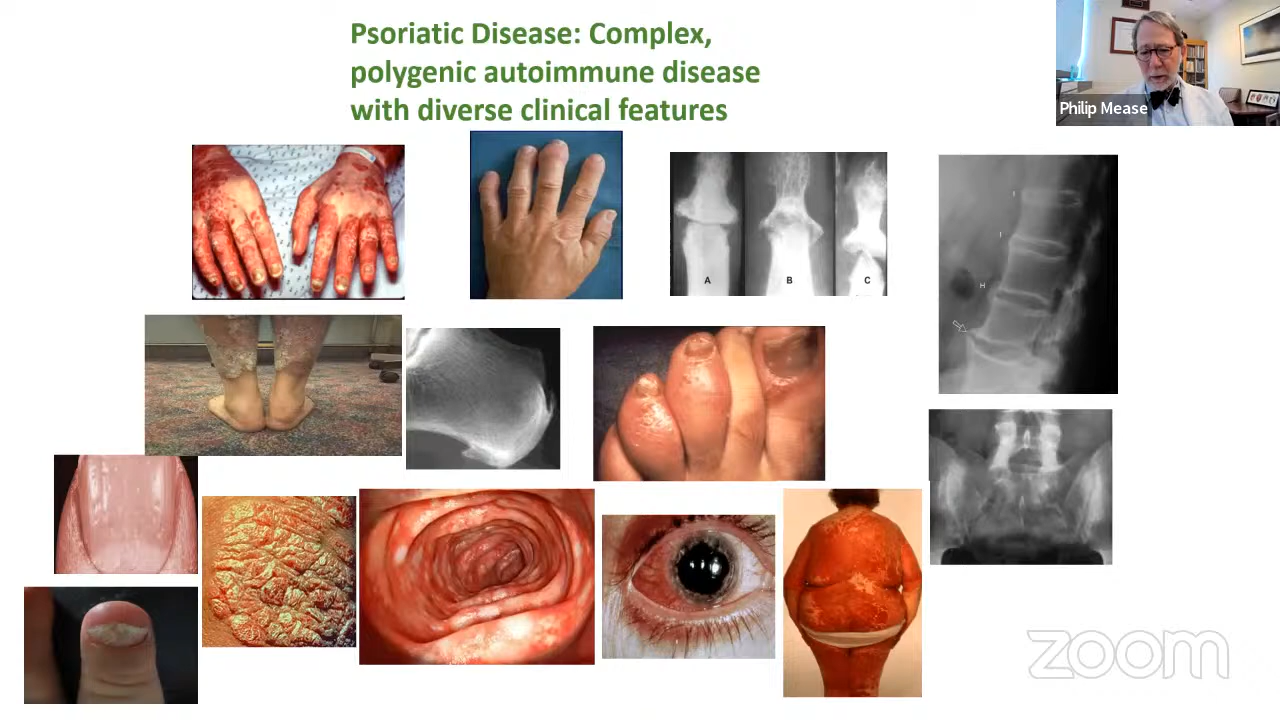 Psoriatic Disease: Complex,
polygenic autoimmune disease
with diverse clinical features
Philip Mease
A
B
C
I
I
H
zoom